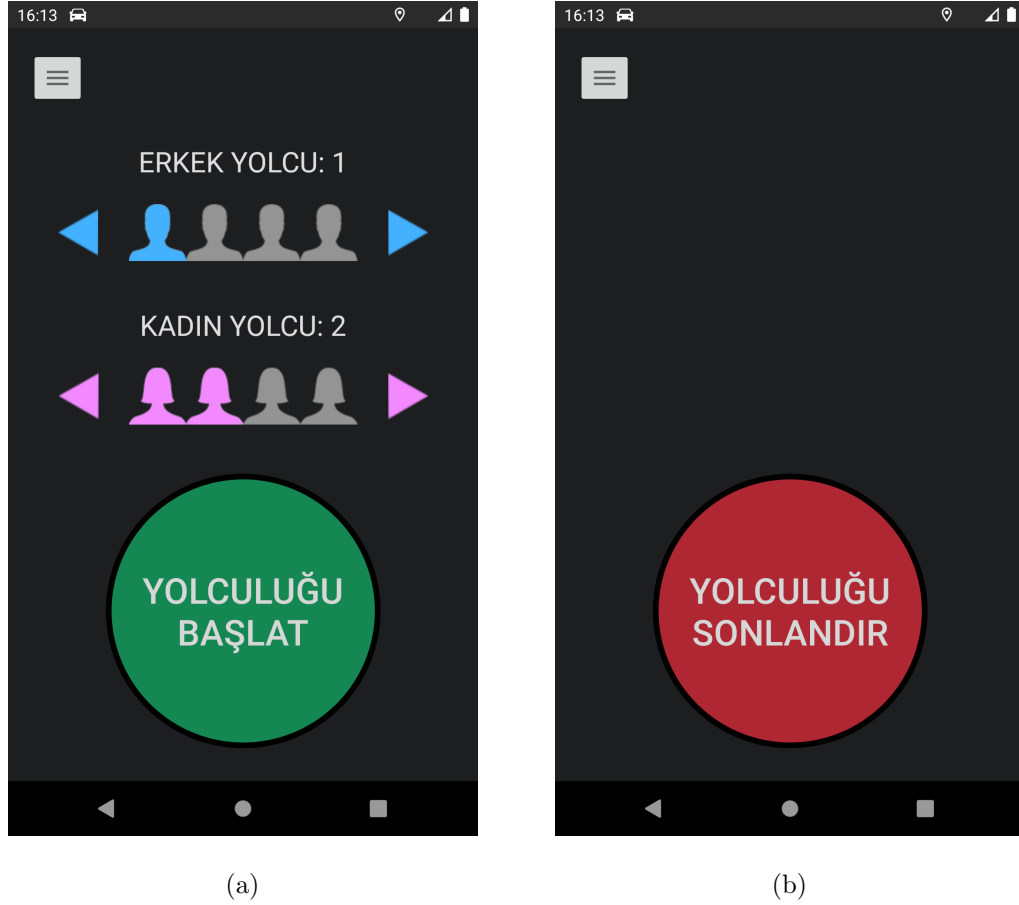 16:13
ERKEK YOLCU: 1
KADIN YOLCU: 2
YOLCULUĞU
BAŞLAT
(a)
16:13
YOLCULUĞU
SONLANDIR
(b)